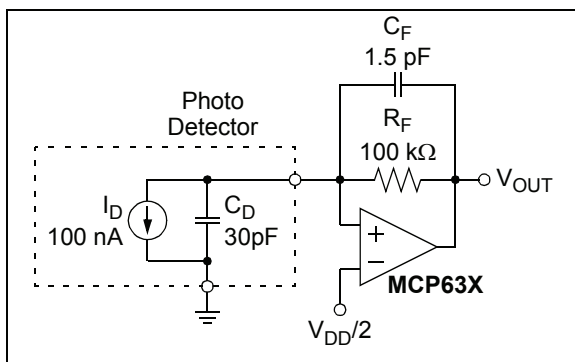 C_F
1.5 pF
Photo
Detector
R_F
100 kΩ
V_OUT
I_D
100 nA
C_D
30pF
+
–
MCP63X
V_DD/2